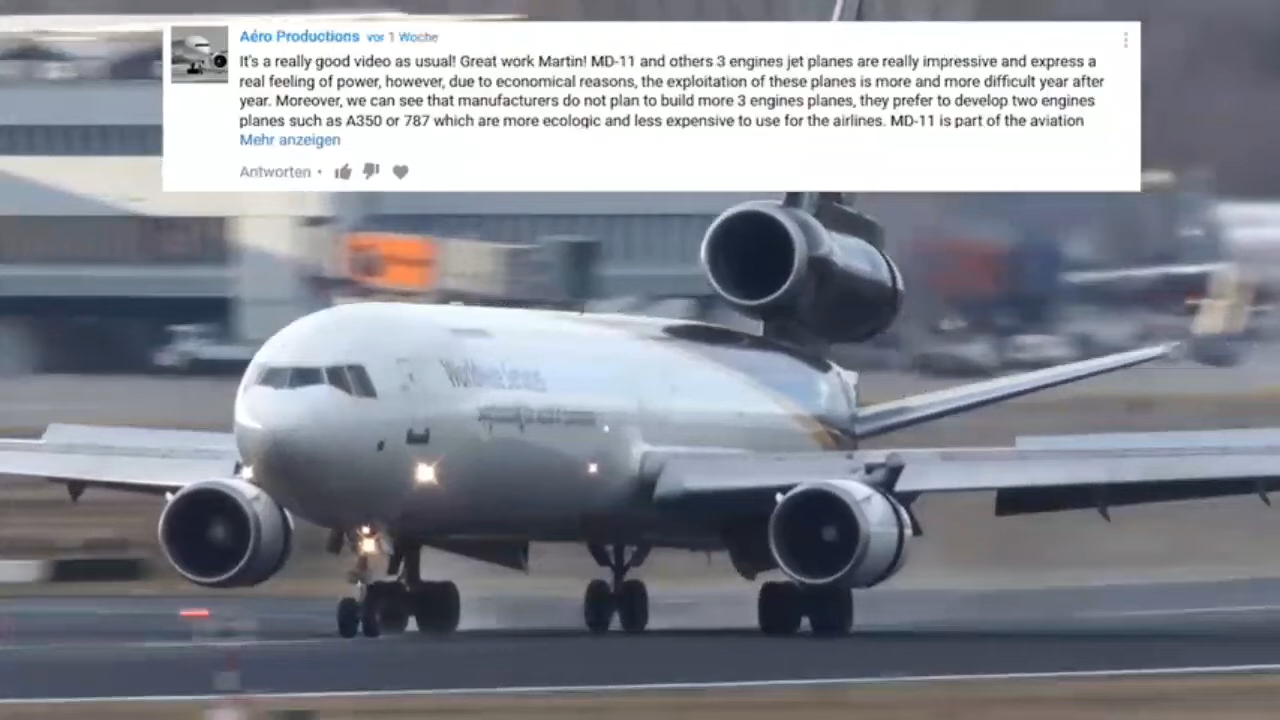 Aéro Productions vor 1 Woche
It's a really good video as usual! Great work Martin! MD-11 and others 3 engines jet planes are really impressive and express a
real feeling of power, however, due to economical reasons, the exploitation of these planes is more and more difficult year after
year. Moreover, we can see that manufacturers do not plan to build more 3 engines planes, they prefer to develop two engines
planes such as A350 or 787 which are more ecologic and less expensive to use for the airlines. MD-11 is part of the aviation
Mehr anzeigen
Antworten •
Worldwide Services